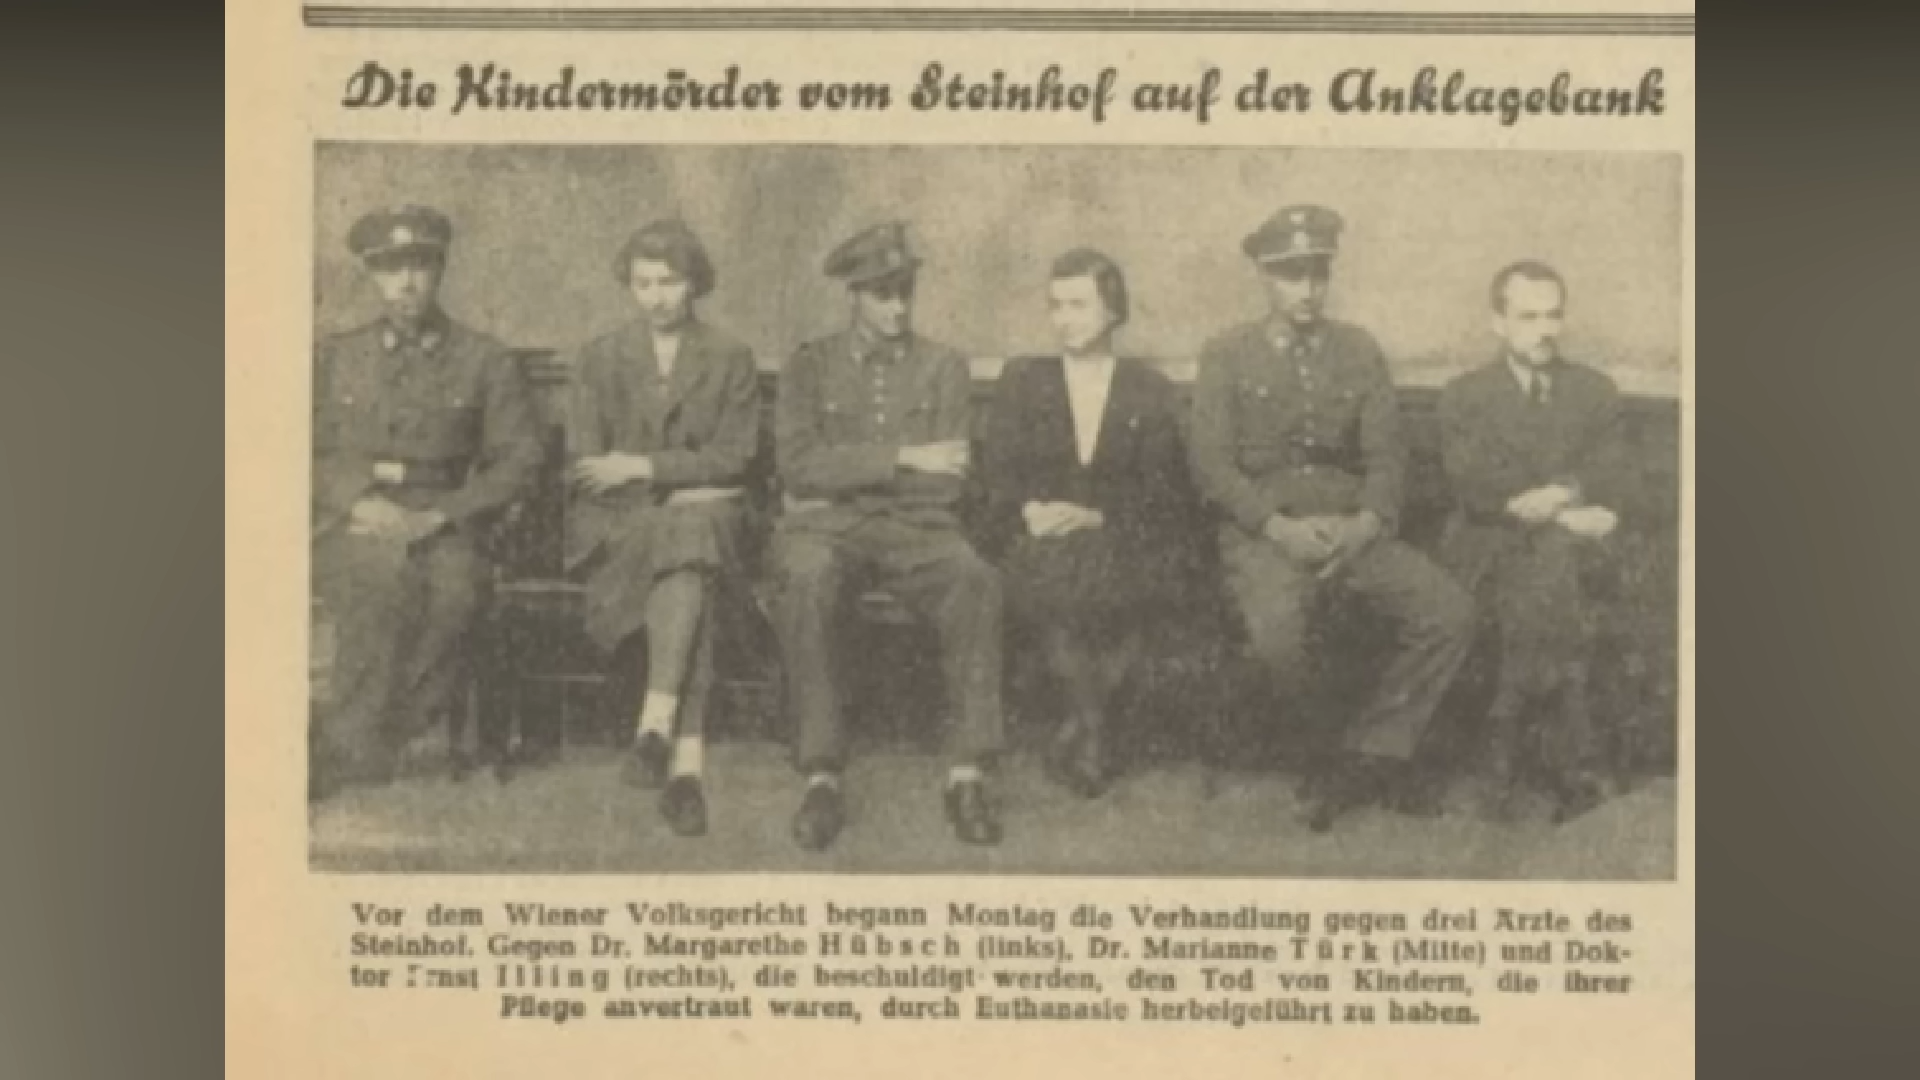 Die Kindermörder vom Steinhof auf der Anklagebank
Vor dem Wiener Volksgericht begann Montag die Verhandlung gegen drei Ärzte des
Steinhof. Gegen Dr. Margarethe Hübsch (links), Dr. Marianne Türk (Mitte) und Dok-
tor Ernst Illing (rechts), die beschuldigt werden, den Tod von Kindern, die ihrer
Pflege anvertraut waren, durch Euthanasie herbeigeführt zu haben.